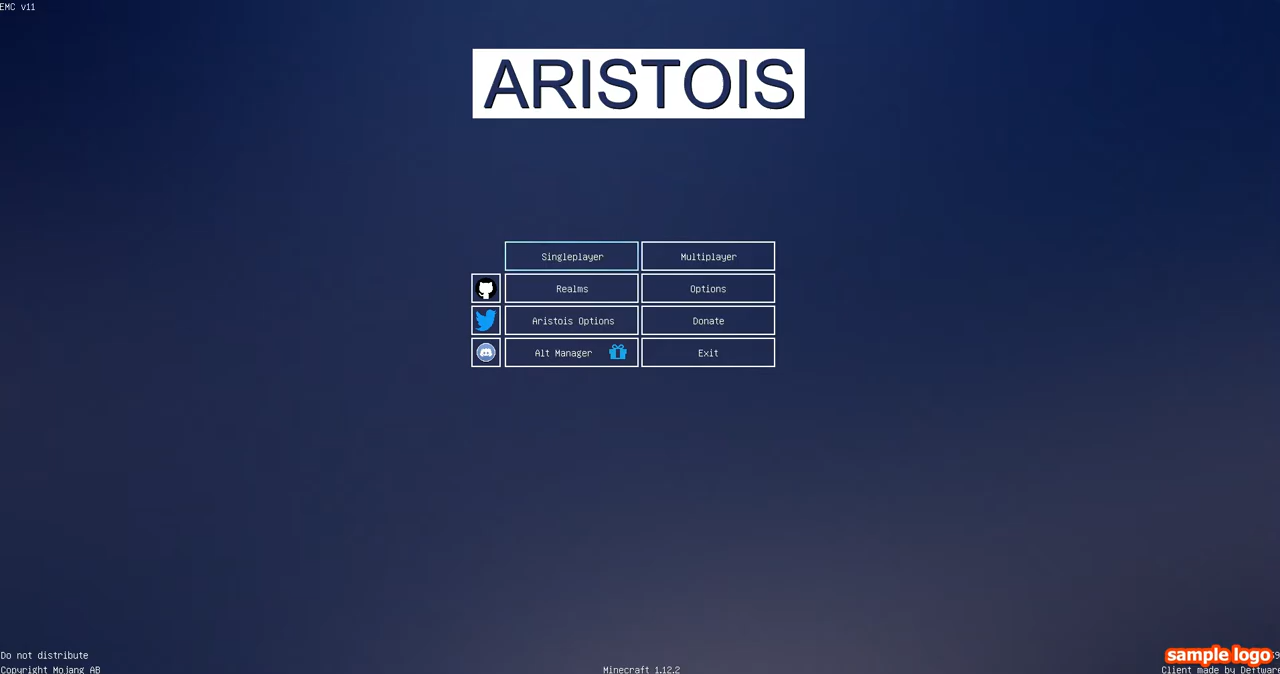 EMC v11
ARISTOIS
Singleplayer
Multiplayer
Realms
Options
Aristois Options
Donate
Alt Manager
Exit
Do not distribute
sample logo
Copyright Mojang AB
Minecraft 1.12.2
Client made by Deftware